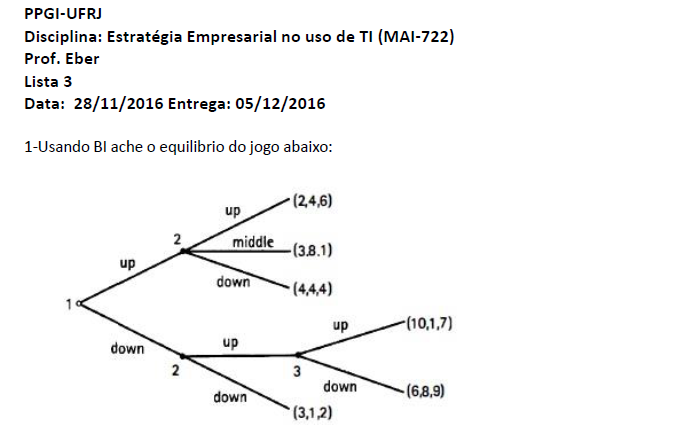 PPGI-UFRJ
Disciplina: Estratégia Empresarial no uso de TI (MAI-722)
Prof. Eber
Lista 3
Data:  28/11/2016 Entrega: 05/12/2016
1-Usando BI ache o equilibrio do jogo abaixo:
up
(2,4,6)
2
middle
(3.8.1)
up
down
(4,4,4)
1
up
(10,1,7)
down
up
2
3
down
(6,8,9)
down
(3,1,2)